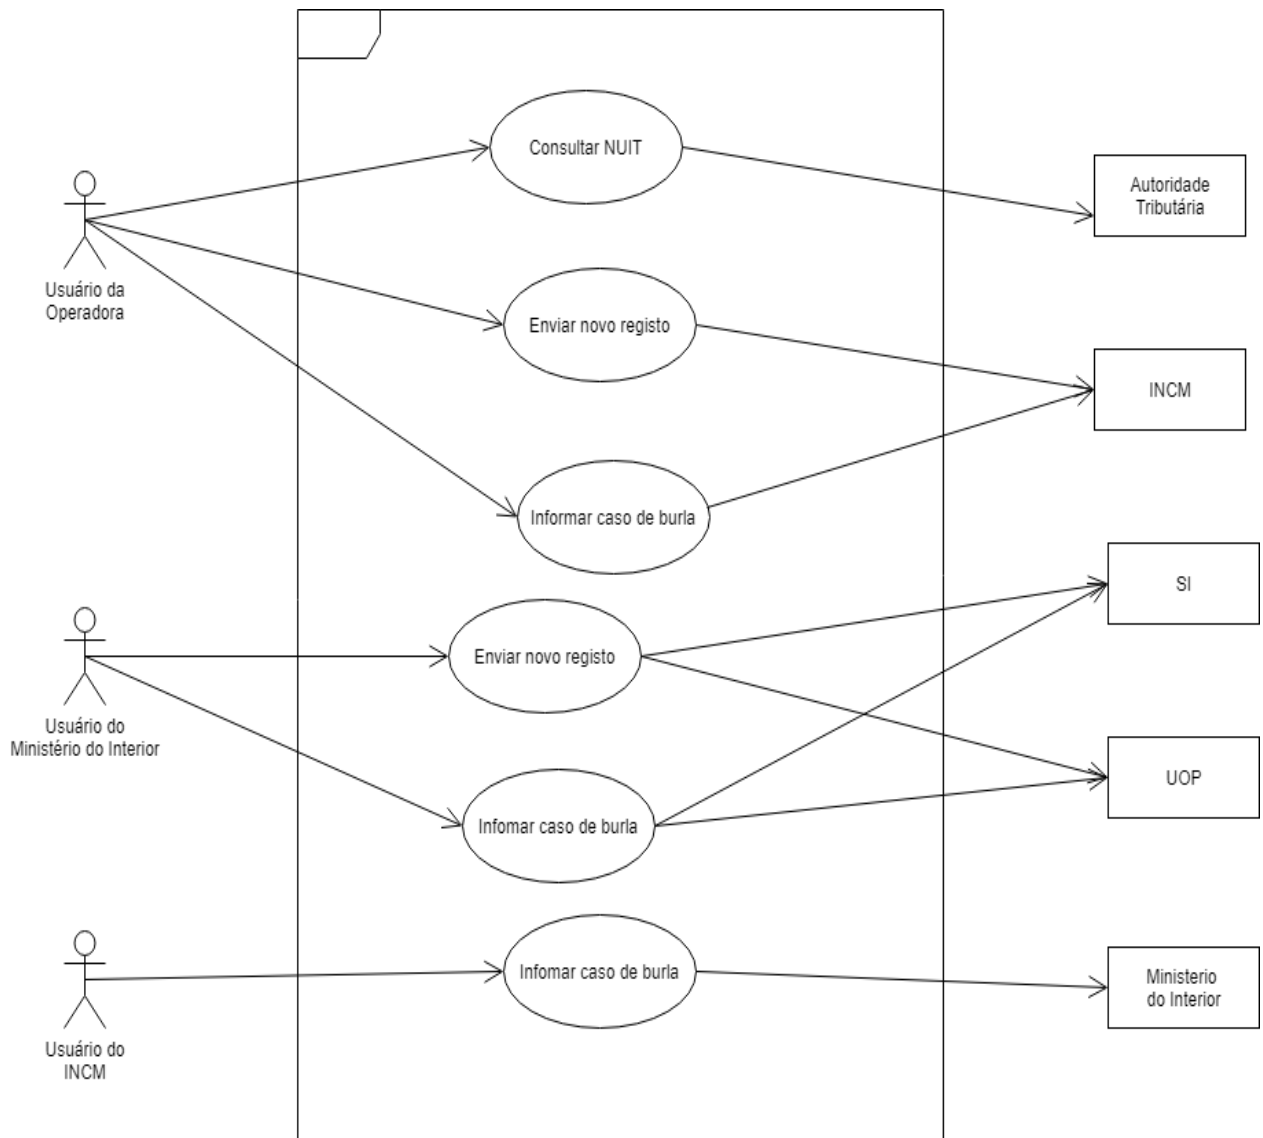 Consultar NUIT
Autoridade
Tributária
Usuário da
Operadora
Enviar novo registo
INCM
Informar caso de burla
SI
Enviar novo registo
Usuário do
Ministério do Interior
UOP
Infomar caso de burla
Infomar caso de burla
Ministerio
do Interior
Usuário do
INCM